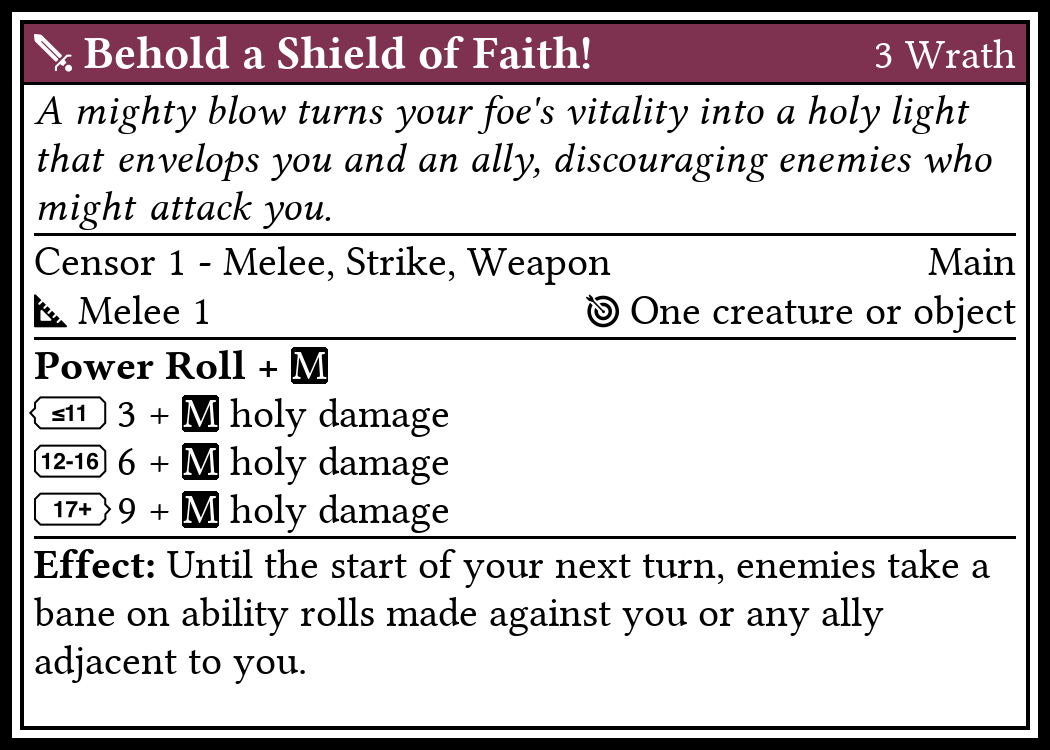 Behold a Shield of Faith! 3 Wrath
A mighty blow turns your foe's vitality into a holy light
that envelops you and an ally, discouraging enemies who
might attack you.
Censor 1 - Melee, Strike, Weapon Main
Melee 1 One creature or object
Power Roll + M
≤11 3 + M holy damage
12-16 6 + M holy damage
17+ 9 + M holy damage
Effect: Until the start of your next turn, enemies take a
bane on ability rolls made against you or any ally
adjacent to you.